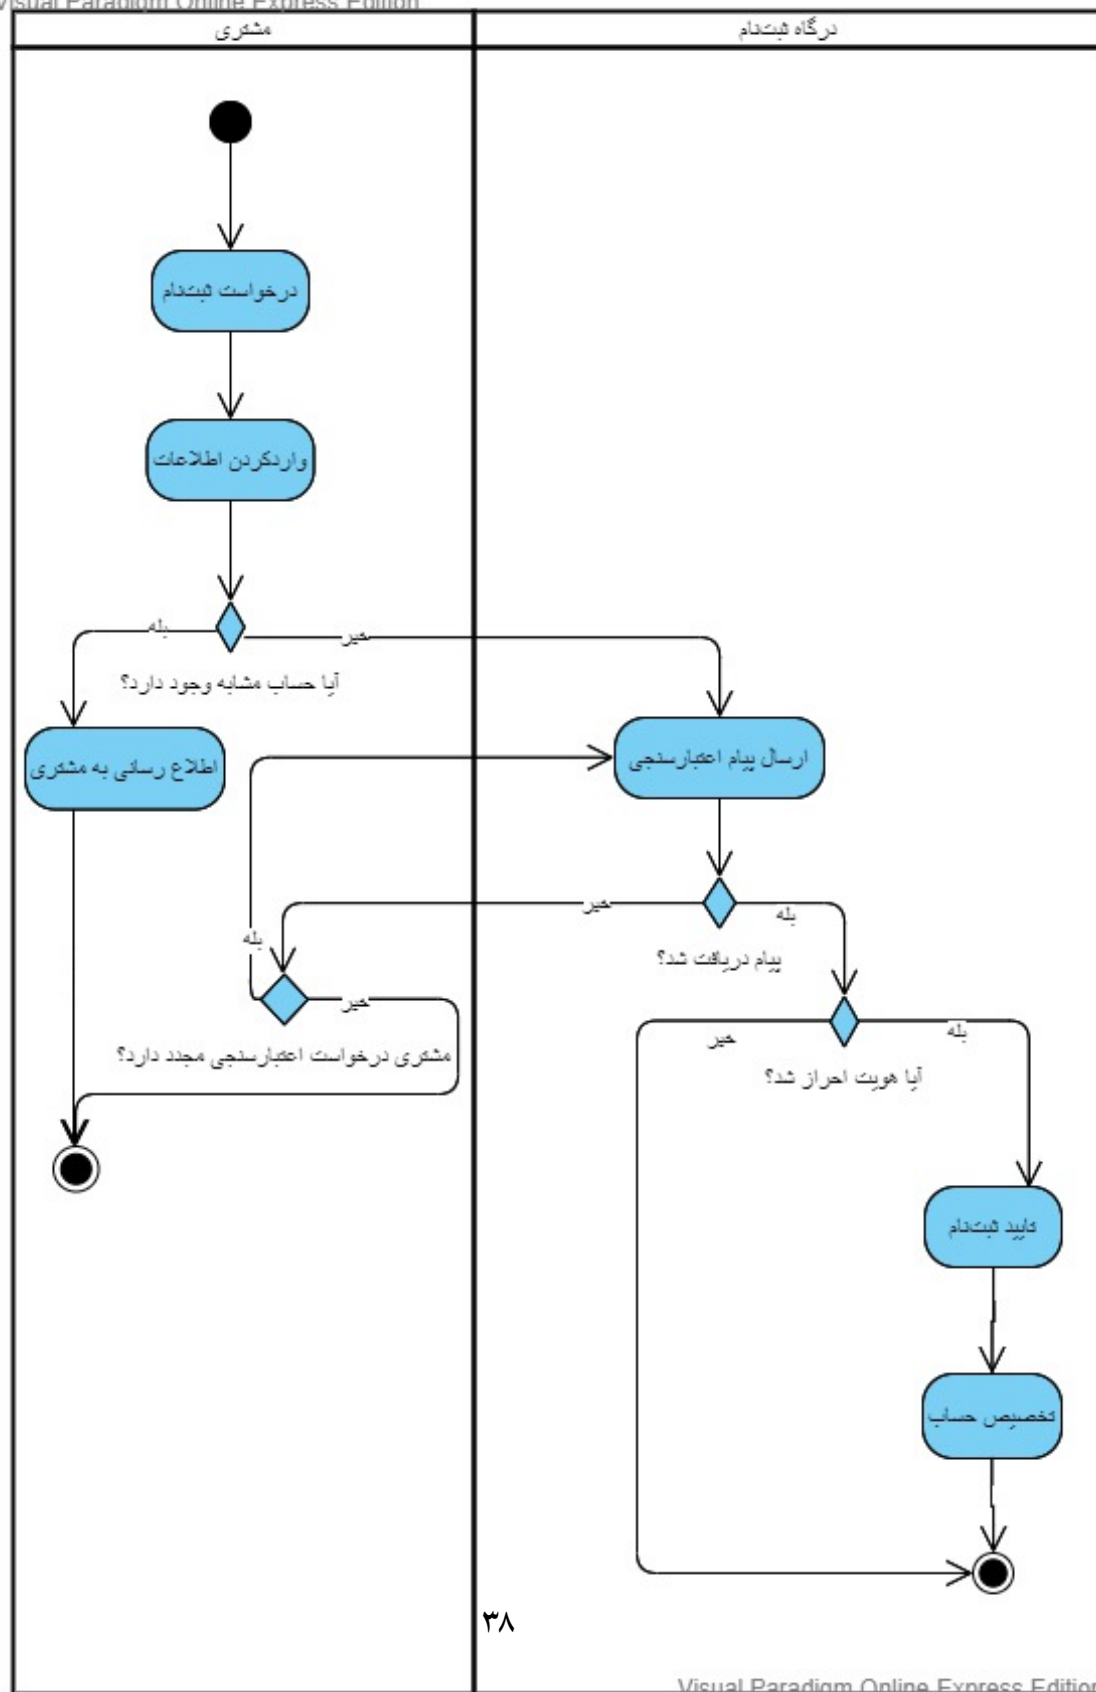 Visual Paradigm Online Express Edition
مشتری
درگاه ثبت‌نام
درخواست ثبت‌نام
واردکردن اطلاعات
بله
خیر
آیا حساب مشابه وجود دارد؟
اطلاع رسانی به مشتری
ارسال پیام اعتبارسنجی
خیر
بله
بله
پیام دریافت شد؟
خیر
مشتری درخواست اعتبارسنجی مجدد دارد؟
خیر
بله
آیا هویت احراز شد؟
تایید ثبت‌نام
تخصیص حساب
۳۸
Visual Paradigm Online Express Edition